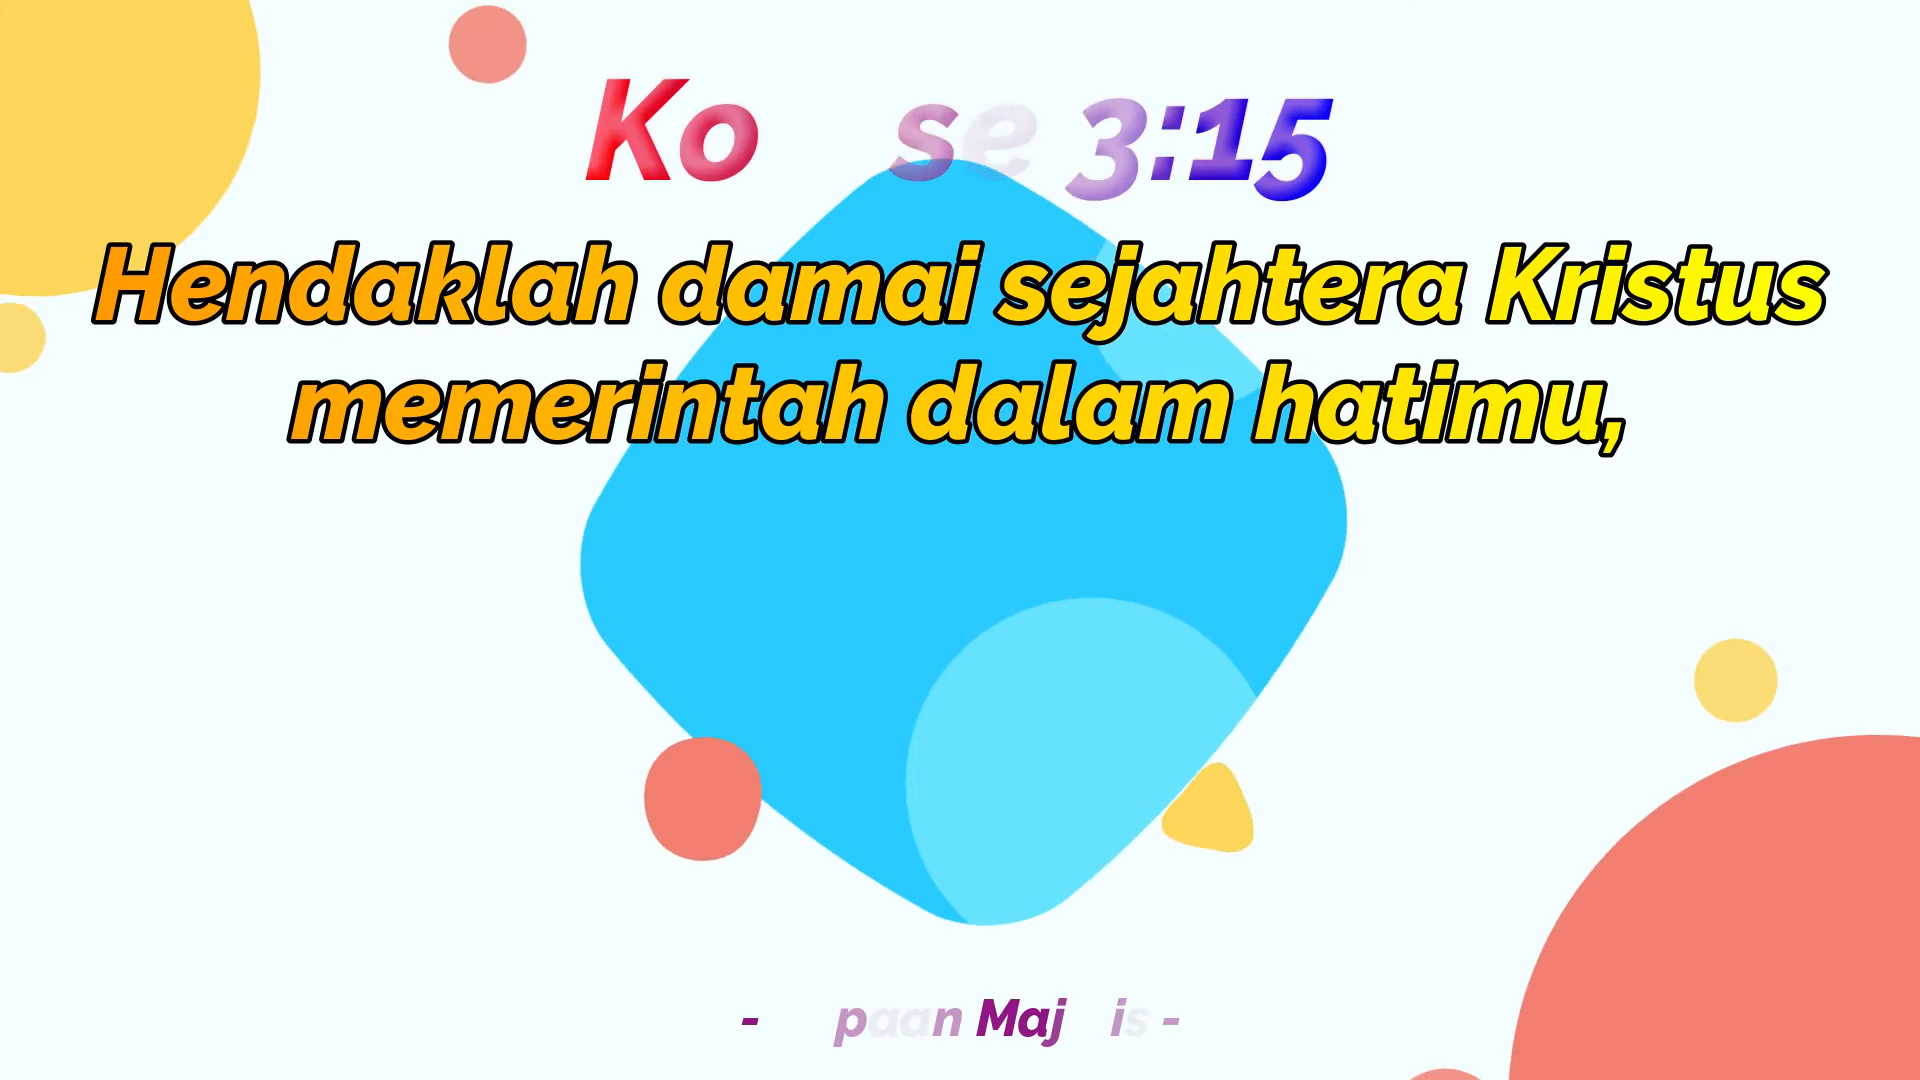 Ko se 3:15
Hendaklah damai sejahtera Kristus
memerintah dalam hatimu,
- paan Maj is -